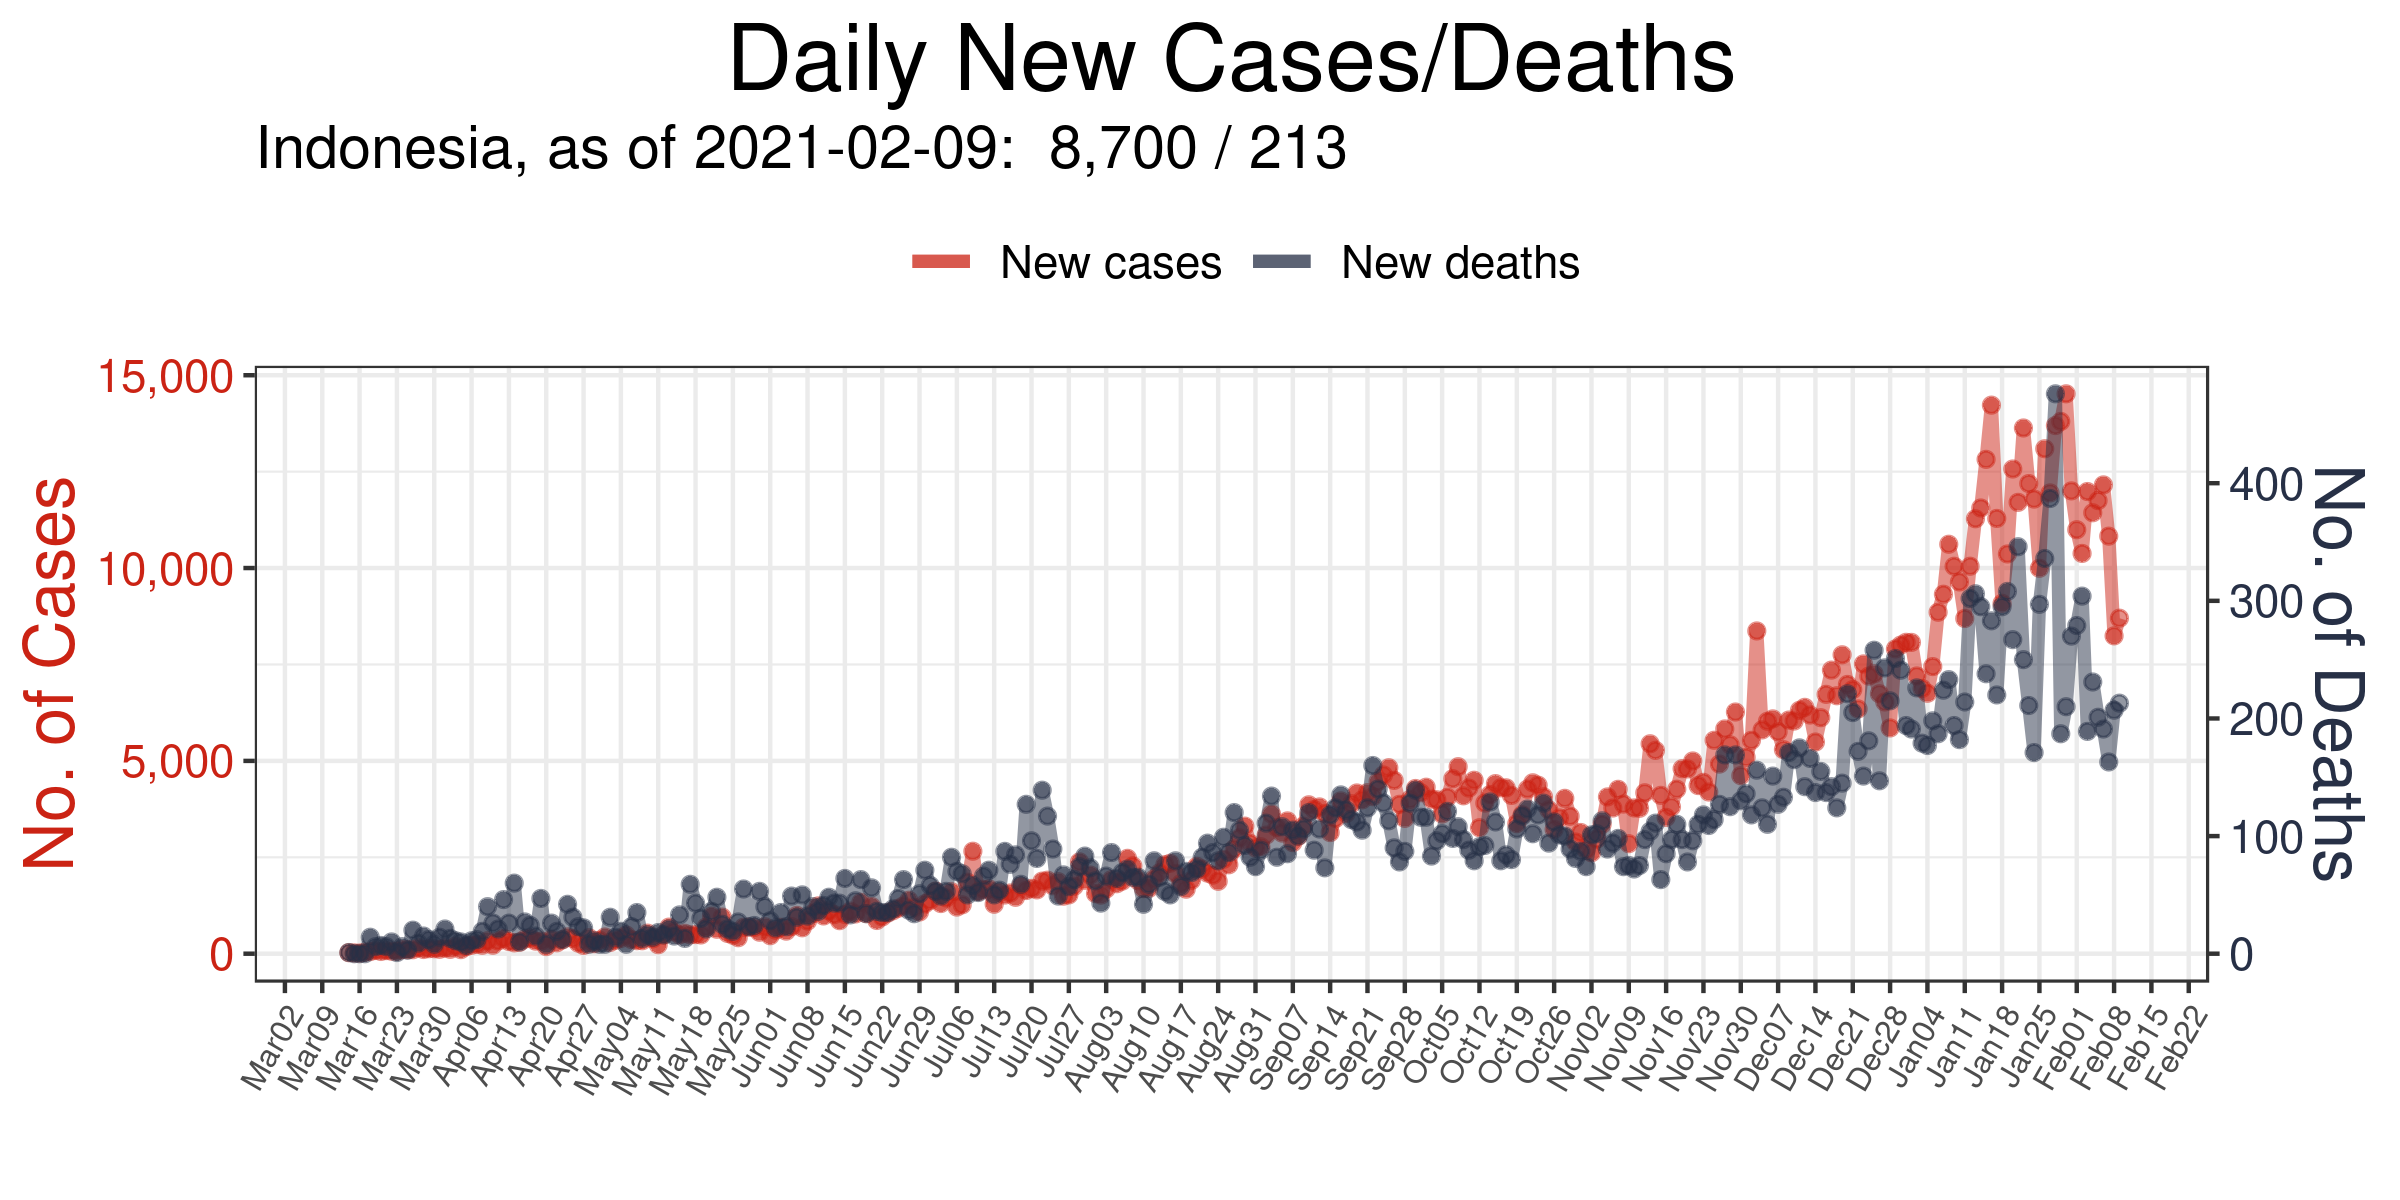 Daily New Cases/Deaths
Indonesia, as of 2021-02-09:  8,700 / 213
New cases
New deaths
No. of Cases
15,000
10,000
5,000
0
No. of Deaths
400
300
200
100
0
Mar02
Mar09
Mar16
Mar23
Mar30
Apr06
Apr13
Apr20
Apr27
May04
May11
May18
May25
Jun01
Jun08
Jun15
Jun22
Jun29
Jul06
Jul13
Jul20
Jul27
Aug03
Aug10
Aug17
Aug24
Aug31
Sep07
Sep14
Sep21
Sep28
Oct05
Oct12
Oct19
Oct26
Nov02
Nov09
Nov16
Nov23
Nov30
Dec07
Dec14
Dec21
Dec28
Jan04
Jan11
Jan18
Jan25
Feb01
Feb08
Feb15
Feb22